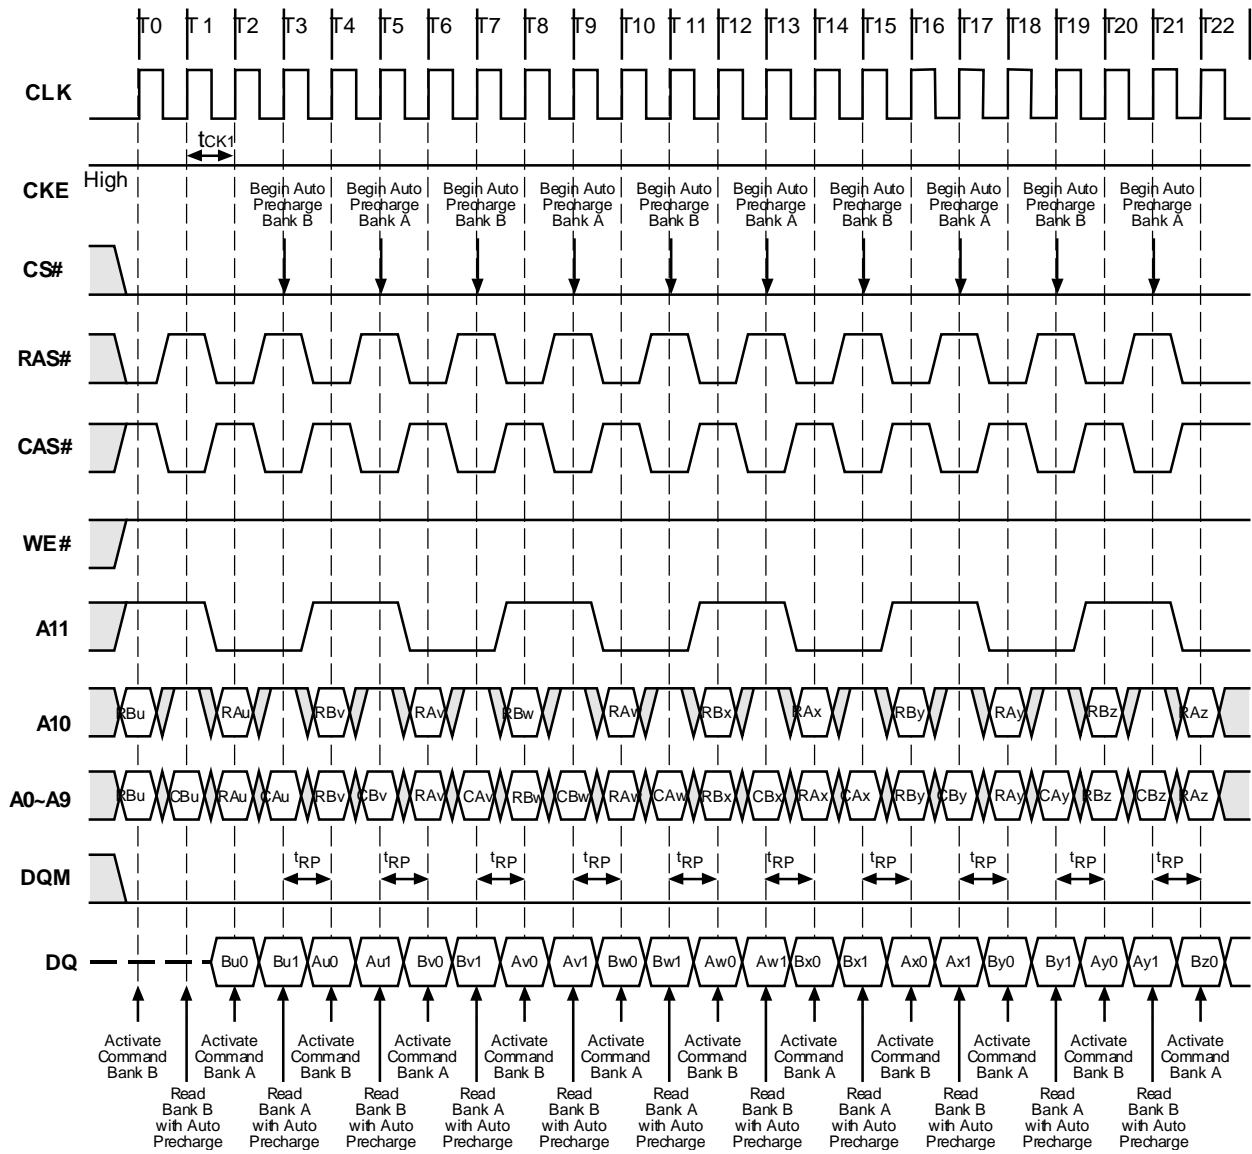 T0 T1 T2 T3 T4 T5 T6 T7 T8 T9 T10 T11 T12 T13 T14 T15 T16 T17 T18 T19 T20 T21 T22
CLK
tCK1
CKE High
Begin Auto Precharge Bank B
Begin Auto Precharge Bank A
Begin Auto Precharge Bank B
Begin Auto Precharge Bank A
Begin Auto Precharge Bank B
Begin Auto Precharge Bank A
Begin Auto Precharge Bank B
Begin Auto Precharge Bank A
Begin Auto Precharge Bank B
Begin Auto Precharge Bank A
CS#
RAS#
CAS#
WE#
A11
A10 RBu RAu RBv RAv RBw RAw RBx RAx RBy RAy RBz RAz
A0~A9 RBu CBu RAu CAu RBv CBv RAv CAv RBw CBw RAw CAw RBx CBx RAx CAx RBy CBy RAy CAy RBz CBz RAz
DQM tRP tRP tRP tRP tRP tRP tRP tRP tRP tRP
DQ Bu0 Bu1 Au0 Au1 Bv0 Bv1 Av0 Av1 Bw0 Bw1 Aw0 Aw1 Bx0 Bx1 Ax0 Ax1 By0 By1 Ay0 Ay1 Bz0
Activate Command Bank B
Activate Command Bank A
Activate Command Bank B
Activate Command Bank A
Activate Command Bank B
Activate Command Bank A
Activate Command Bank B
Activate Command Bank A
Activate Command Bank B
Activate Command Bank A
Activate Command Bank B
Activate Command Bank A
Read Bank B with Auto Precharge
Read Bank A with Auto Precharge
Read Bank B with Auto Precharge
Read Bank A with Auto Precharge
Read Bank B with Auto Precharge
Read Bank A with Auto Precharge
Read Bank B with Auto Precharge
Read Bank A with Auto Precharge
Read Bank B with Auto Precharge
Read Bank A with Auto Precharge
Read Bank B with Auto Precharge